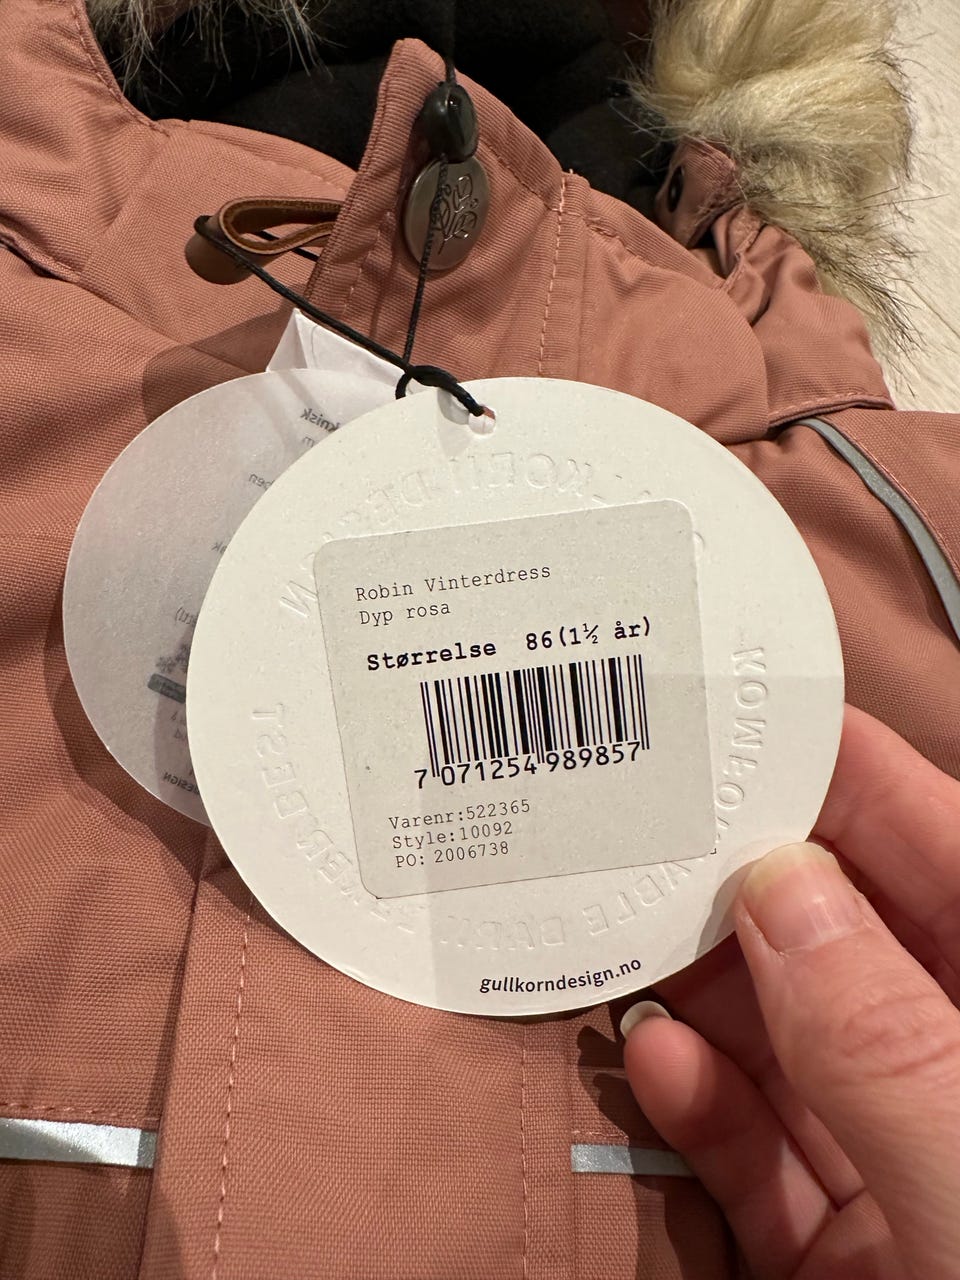 Robin Vinterdress
Dyp rosa
Størrelse 86(1½ år)
7 071254 989857
Varenr:522365
Style:10092
PO: 2006738
gullkorndesign.no